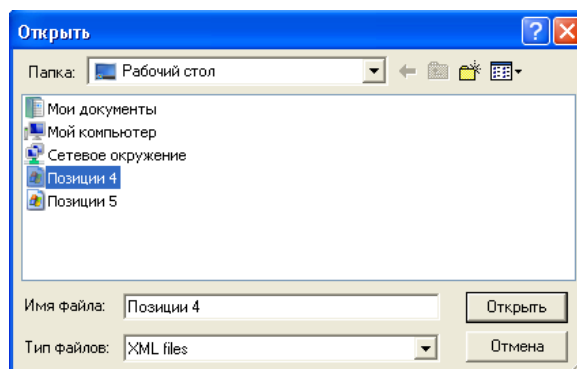 Открыть
Папка: Рабочий стол
Мои документы
Мой компьютер
Сетевое окружение
Позиции 4
Позиции 5
Имя файла: Позиции 4 Открыть
Тип файлов: XML files Отмена